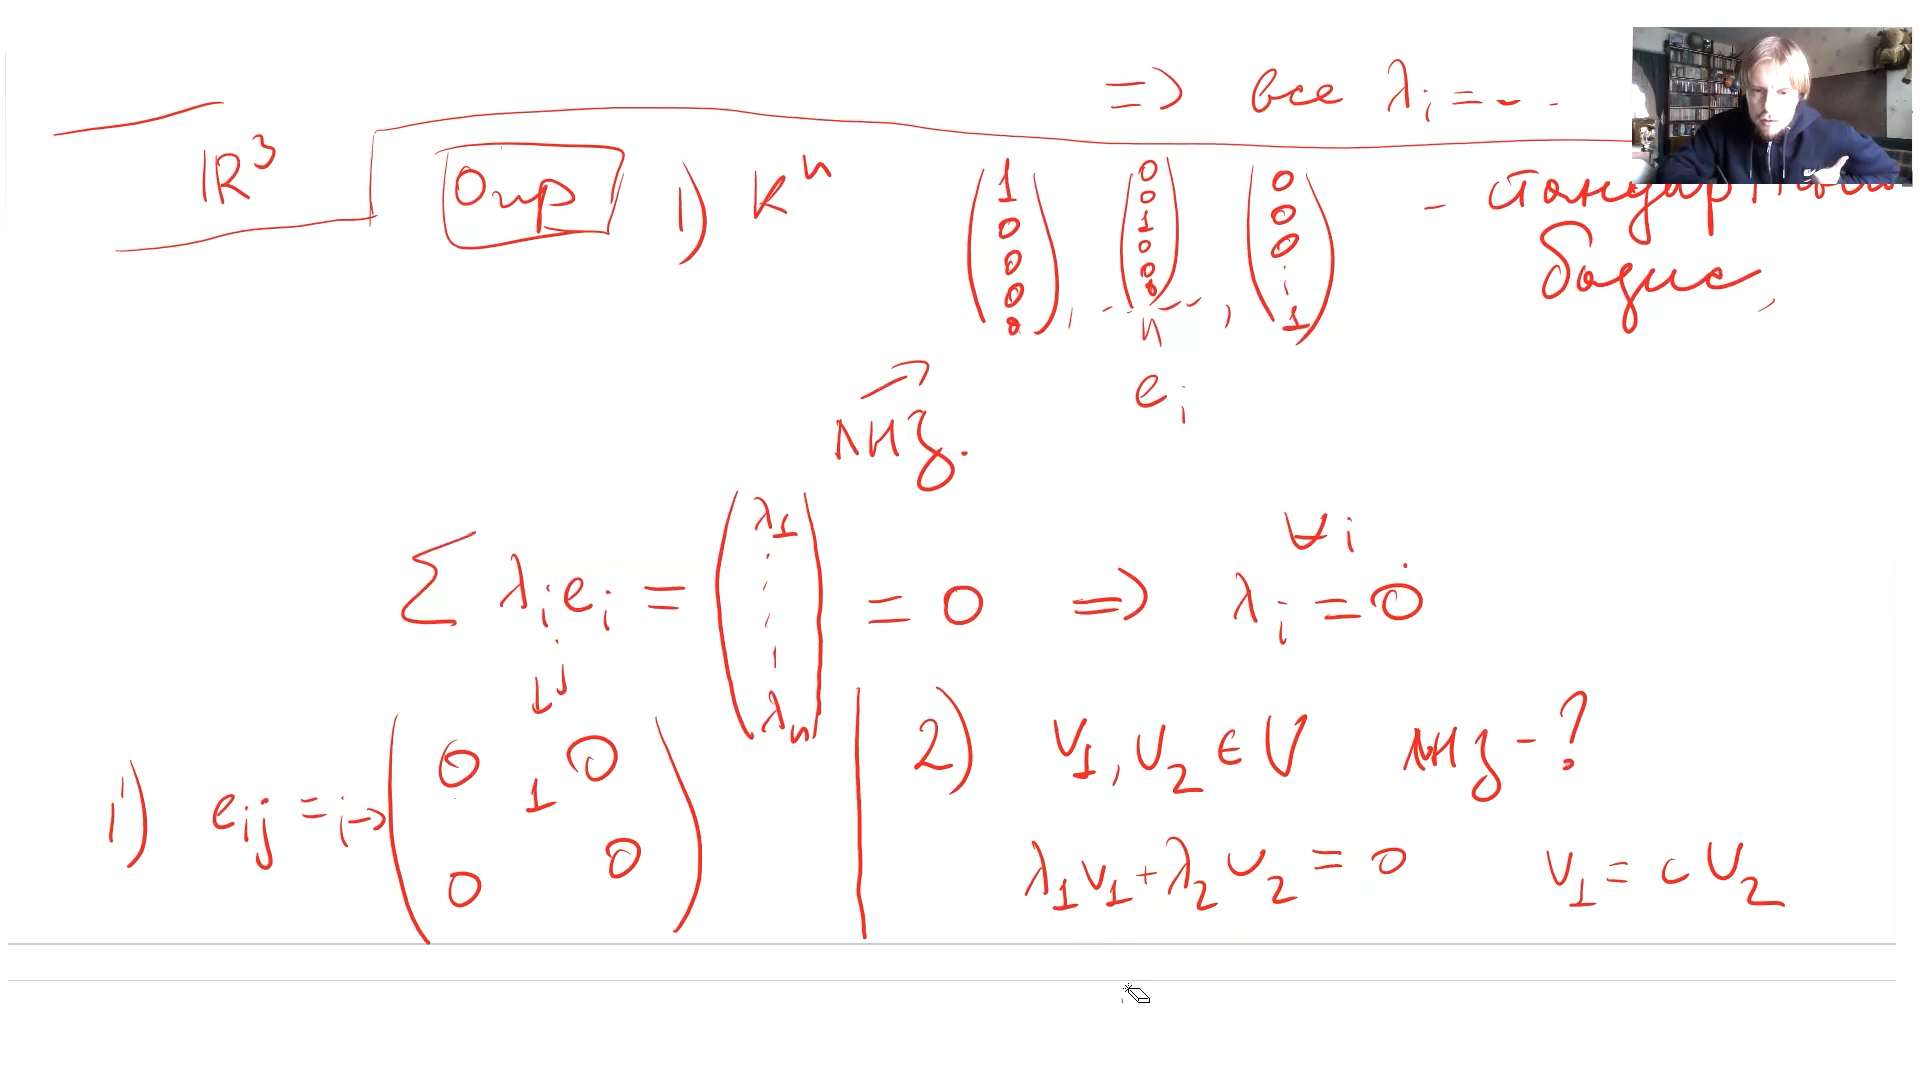 => все λ_i = - - .
ℝ³
Опр 1) Kⁿ (1 0 0 0 0), - - - -, (0 0 1 0 0 0), (0 0 0 ⋮ 1) - стандартный
базис,
n
e_i
ЛНЗ.
∀i
Σ λ_i e_i = (λ_1 ⋮ λ_n) = 0 => λ_i = 0
↓ j
1') e_ij = i→ (0 0 1 0 0)
2) v_1, v_2 ∈ V ЛНЗ - ?
λ_1 v_1 + λ_2 v_2 = 0 v_1 = c v_2